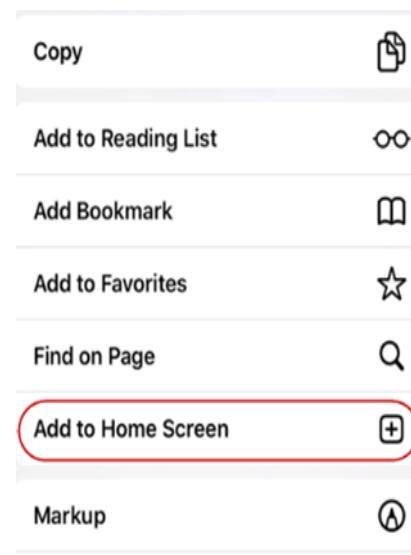 Copy
Add to Reading List
Add Bookmark
Add to Favorites
Find on Page
Add to Home Screen
Markup